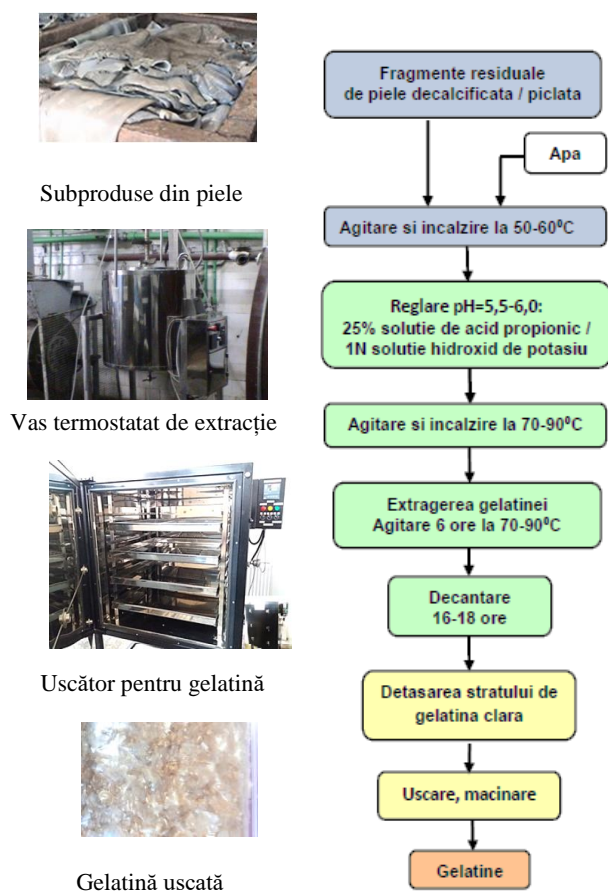 Subproduse din piele
Vas termostatat de extracție
Uscător pentru gelatină
Gelatină uscată
Fragmente residuale
de piele decalcificata / piclata
Apa
Agitare si incalzire la 50-60⁰C
Reglare pH=5,5-6,0:
25% solutie de acid propionic /
1N solutie hidroxid de potasiu
Agitare si incalzire la 70-90⁰C
Extragerea gelatinei
Agitare 6 ore la 70-90⁰C
Decantare
16-18 ore
Detasarea stratului de
gelatina clara
Uscare, macinare
Gelatine